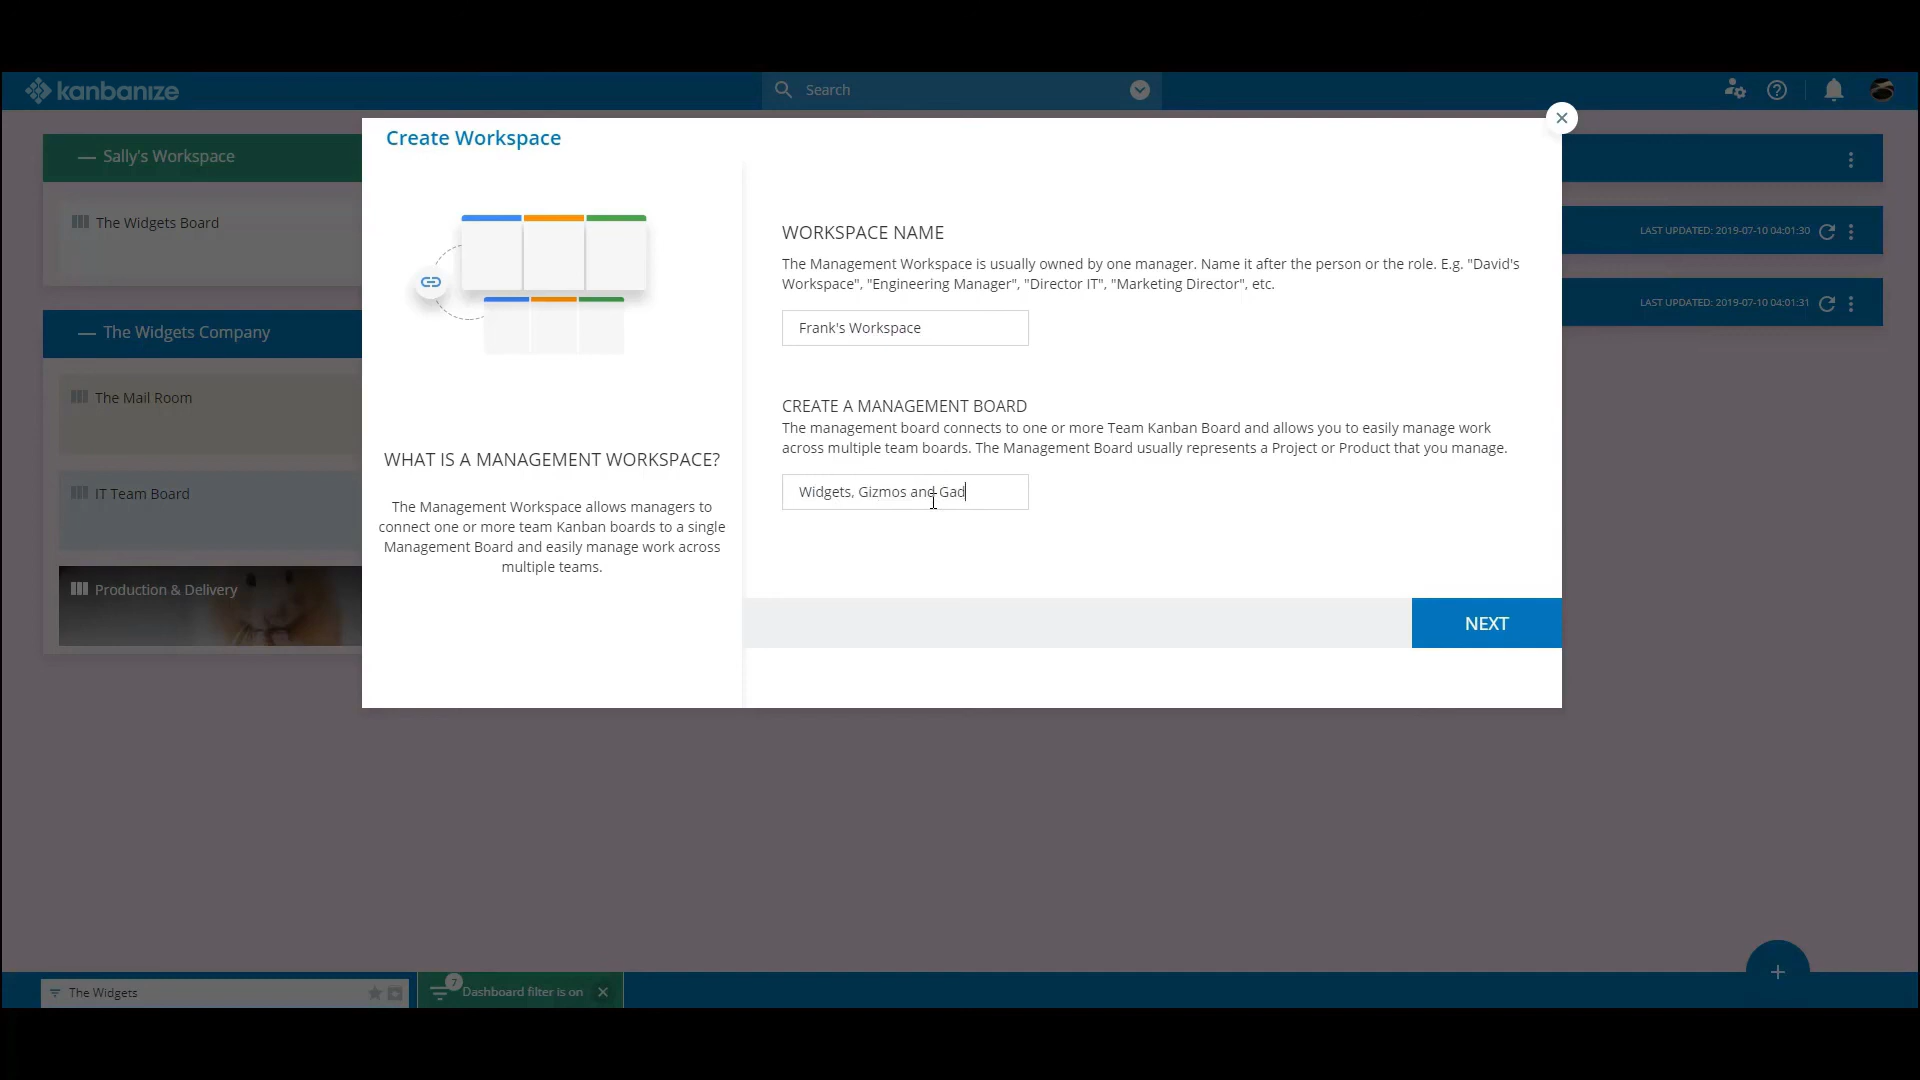 kanbanize
Search
Create Workspace
Sally's Workspace
The Widgets Board
WORKSPACE NAME
The Management Workspace is usually owned by one manager. Name it after the person or the role. E.g. "David's
Workspace", "Engineering Manager", "Director IT", "Marketing Director", etc.
LAST UPDATED: 2019-07-10 04:01:30
LAST UPDATED: 2019-07-10 04:01:31
Frank's Workspace
The Widgets Company
The Mail Room
CREATE A MANAGEMENT BOARD
The management board connects to one or more Team Kanban Board and allows you to easily manage work
across multiple team boards. The Management Board usually represents a Project or Product that you manage.
WHAT IS A MANAGEMENT WORKSPACE?
IT Team Board
Widgets, Gizmos and Gad
The Management Workspace allows managers to
connect one or more team Kanban boards to a single
Management Board and easily manage work across
multiple teams.
Production & Delivery
NEXT
The Widgets
7
Dashboard filter is on